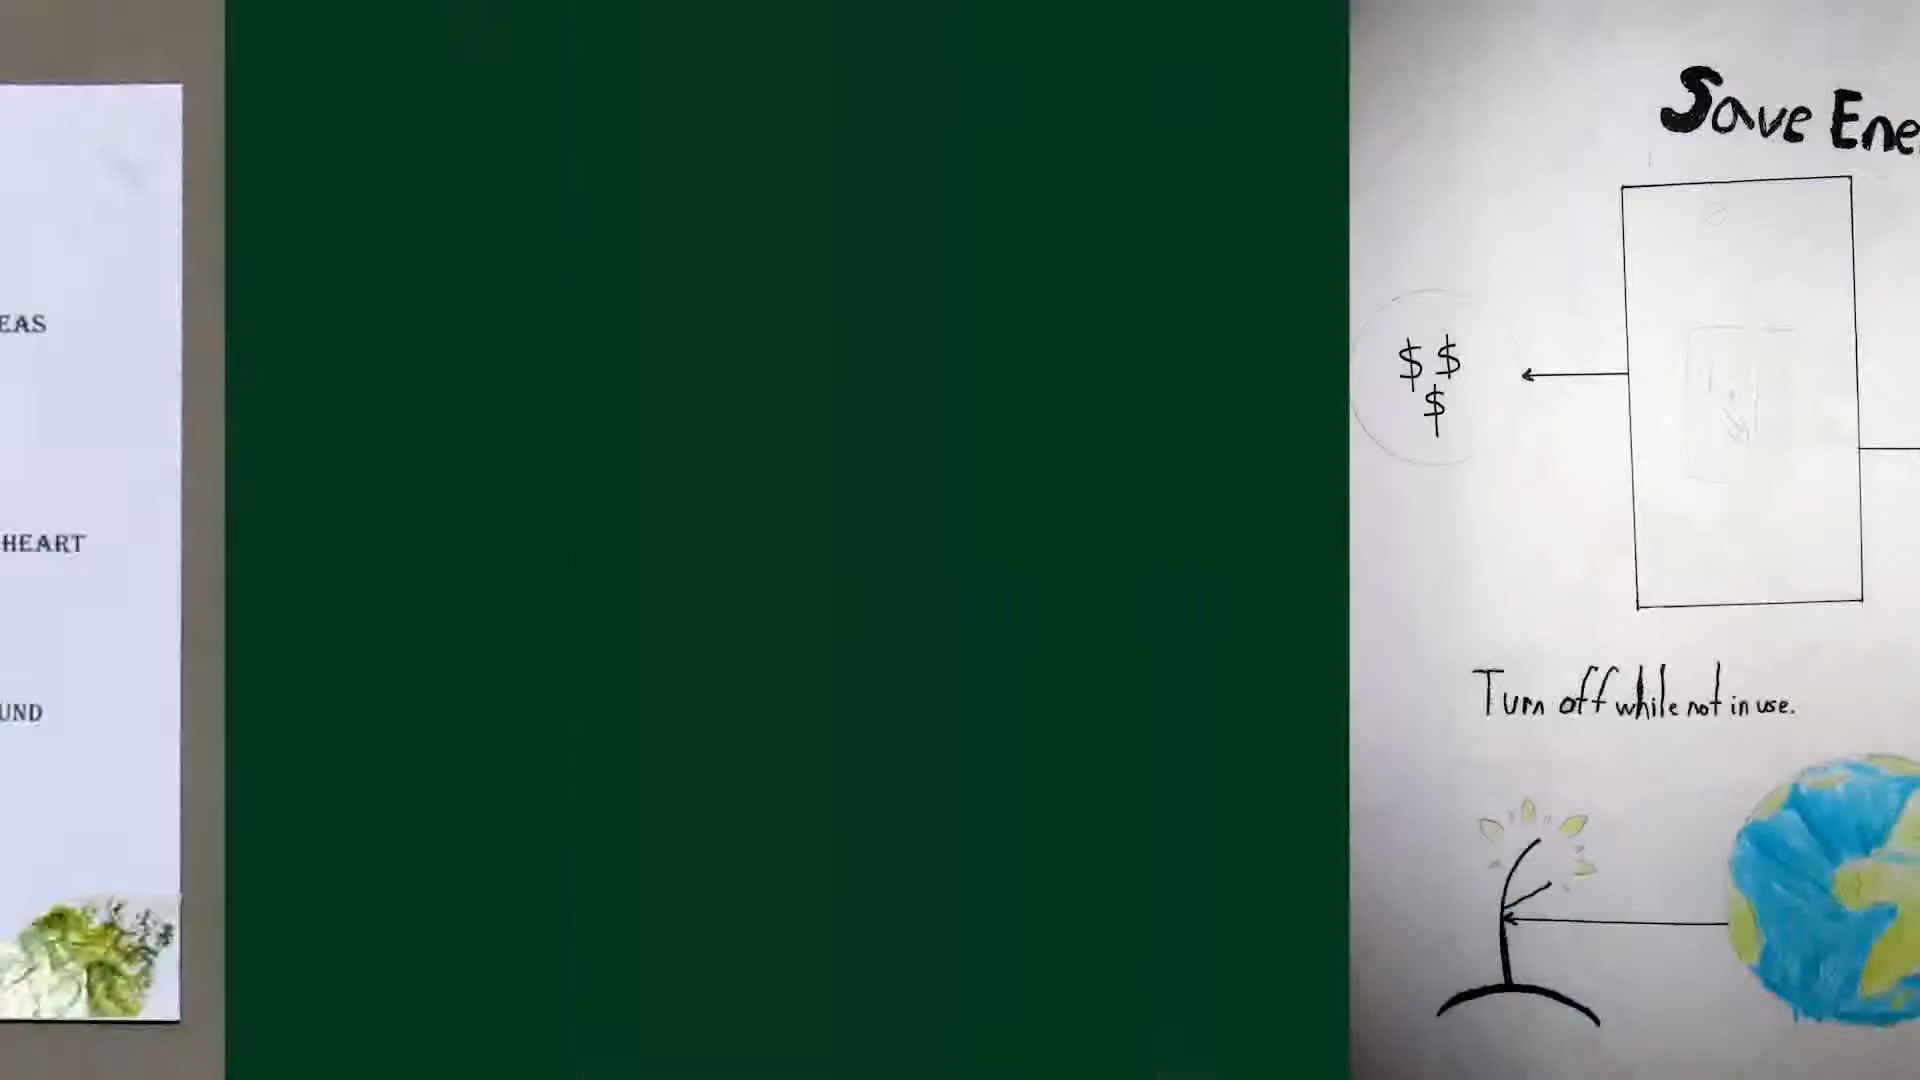 EAS
HEART
UND
Save Ene
$ $
$
Turn off while not in use.